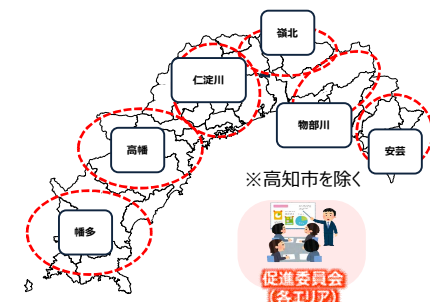 嶺北
仁淀川
物部川
高幡
安芸
※高知市を除く
幡多
促進委員会
(各エリア)